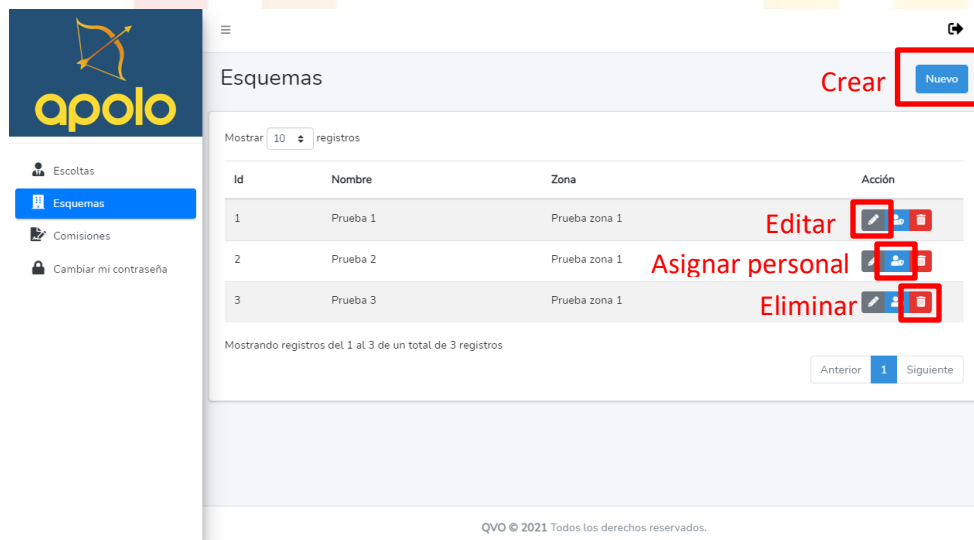 apolo
Esquemas
Crear
Nuevo
Mostrar 10 registros
Escoltas
Esquemas
Comisiones
Cambiar mi contraseña
Id Nombre Zona Acción
1 Prueba 1 Prueba zona 1 Editar
2 Prueba 2 Prueba zona 1 Asignar personal
3 Prueba 3 Prueba zona 1 Eliminar
Mostrando registros del 1 al 3 de un total de 3 registros
Anterior 1 Siguiente
QVO © 2021 Todos los derechos reservados.